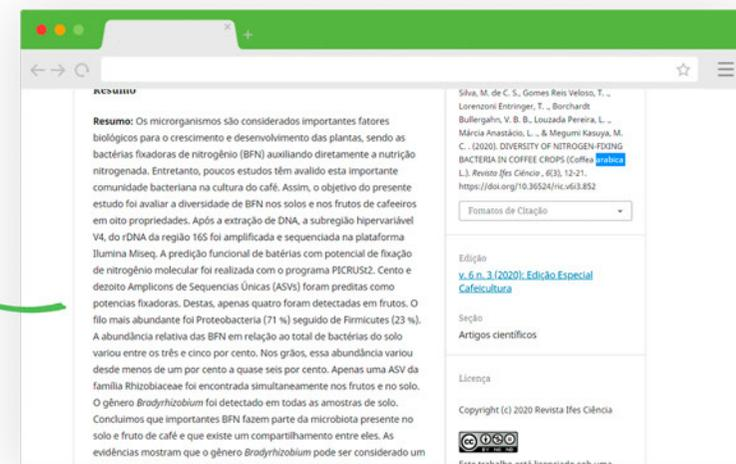 Resumo
Resumo: Os microrganismos são considerados importantes fatores
biológicos para o crescimento e desenvolvimento das plantas, sendo as
bactérias fixadoras de nitrogênio (BFN) auxiliando diretamente a nutrição
nitrogenada. Entretanto, poucos estudos têm avalido esta importante
comunidade bacteriana na cultura do café. Assim, o objetivo do presente
estudo foi avaliar a diversidade de BFN nos solos e nos frutos de cafeeiros
em oito propriedades. Após a extração de DNA, a subregião hipervariável
V4, do rDNA da região 16S foi amplificada e sequenciada na plataforma
Ilumina Miseq. A predição funcional de batérias com potencial de fixação
de nitrogênio molecular foi realizada com o programa PICRUSt2. Cento e
dezoito Amplicons de Sequencias Únicas (ASVs) foram preditas como
potencias fixadoras. Destas, apenas quatro foram detectadas em frutos. O
filo mais abundante foi Proteobacteria (71 %) seguido de Firmicutes (23 %).
A abundância relativa das BFN em relação ao total de bactérias do solo
variou entre os três e cinco por cento. Nos grãos, essa abundância variou
desde menos de um por cento a quase seis por cento. Apenas uma ASV da
família Rhizobiaceae foi encontrada simultaneamente nos frutos e no solo.
O gênero Bradyrhizobium foi detectado em todas as amostras de solo.
Concluimos que importantes BFN fazem parte da microbiota presente no
solo e fruto de café e que existe um compartilhamento entre eles. As
evidências mostram que o gênero Bradyrhizobium pode ser considerado um
Silva, M. de C. S., Gomes Reis Veloso, T. .,
Lorenzoni Entringer, T. ., Borchardt
Bullergahn, V. B. B., Louzada Pereira, L. .,
Márcia Anastácio, L. ., & Megumi Kasuya, M.
C. . (2020). DIVERSITY OF NITROGEN-FIXING
BACTERIA IN COFFEE CROPS (Coffea arabica
L.). Revista Ifes Ciência , 6(3), 12-21.
https://doi.org/10.36524/ric.v6i3.852
Fomatos de Citação
Edição
v. 6 n. 3 (2020): Edição Especial
Cafeicultura
Seção
Artigos científicos
Licença
Copyright (c) 2020 Revista Ifes Ciência
cc
BY NC ND
Este trabalho está licenciado sob uma